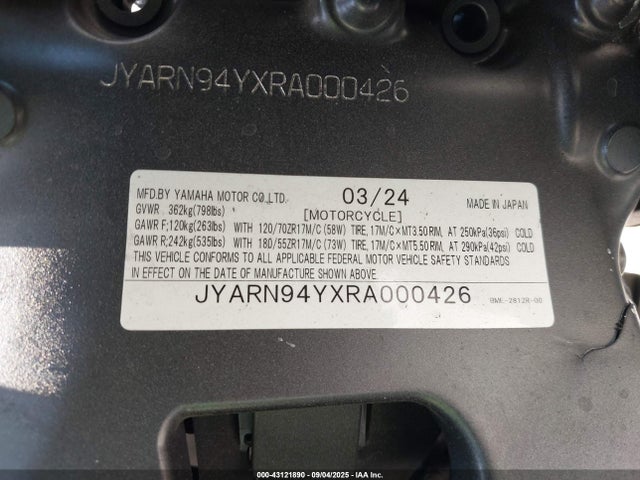 JYARN94YXRA000426
MFD.BY YAMAHA MOTOR CO.,LTD. 03/24 MADE IN JAPAN
GVWR 362kg(798lbs) [MOTORCYCLE]
GAWR F;120kg(263lbs) WITH 120/70ZR17M/C(58W) TIRE,17M/C×MT3.50 RIM, AT 250kPa(36psi) COLD
GAWR R;242kg(535lbs) WITH 180/55ZR17M/C(73W) TIRE,17M/C×MT5.50 RIM, AT 290kPa(42psi) COLD
THIS VEHICLE CONFORMS TO ALL APPLICABLE FEDERAL MOTOR VEHICLE SAFETY STANDARDS
IN EFFECT ON THE DATE OF MANUFACTURE SHOWN ABOVE.
JYARN94YXRA000426 BME-2812R-00
000-43121890 - 09/04/2025 - IAA Inc.